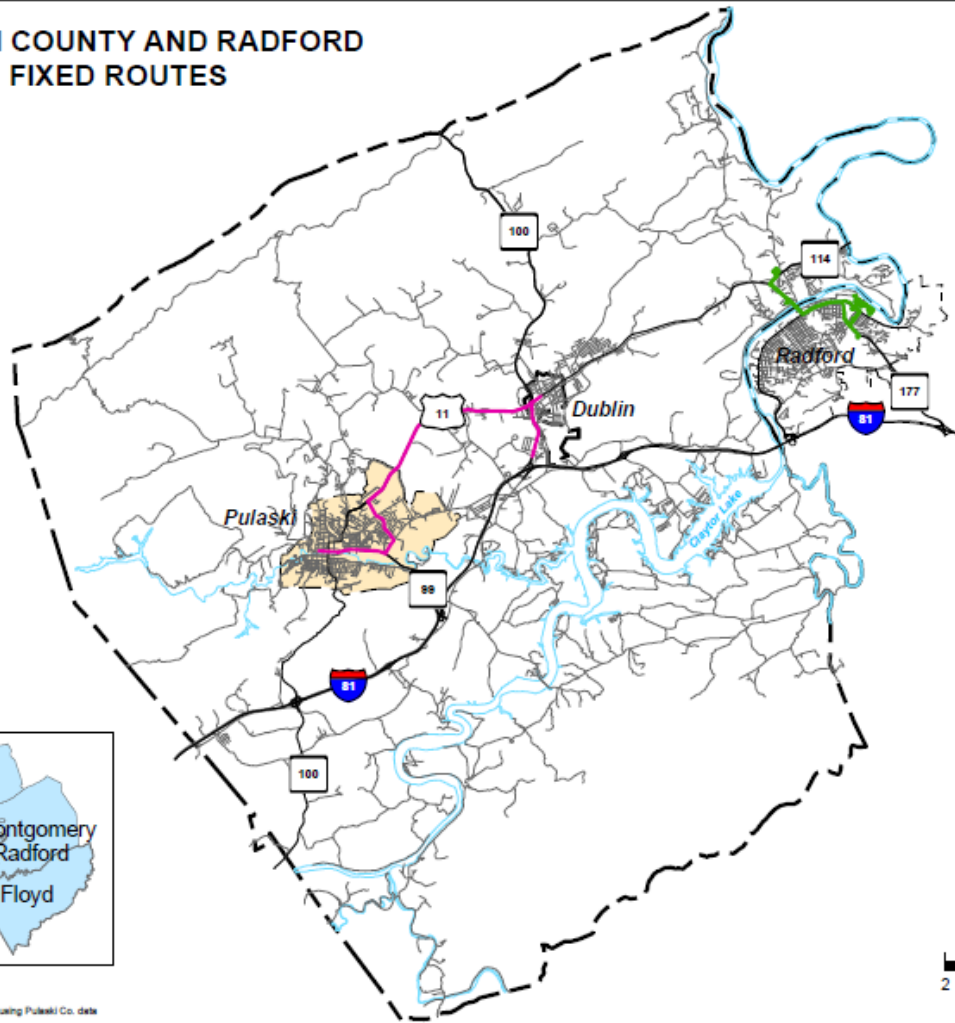 COUNTY AND RADFORD
FIXED ROUTES
100
114
Radford
177
81
11
Dublin
Pulaski
Claytor Lake
99
81
100
ontgomery
Radford
Floyd
2
using Pulaski Co. data